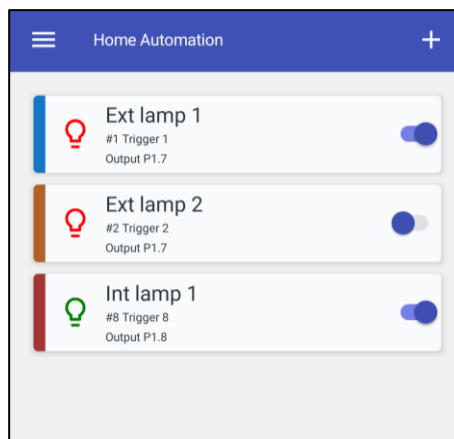 Home Automation
Ext lamp 1
#1 Trigger 1
Output P1.7
Ext lamp 2
#2 Trigger 2
Output P1.7
Int lamp 1
#8 Trigger 8
Output P1.8